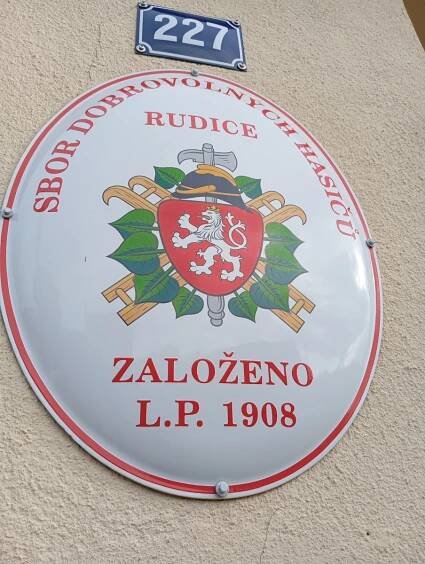 227
SBOR DOBROVOLNÝCH HASIČŮ
RUDICE
ZALOŽENO
L.P. 1908